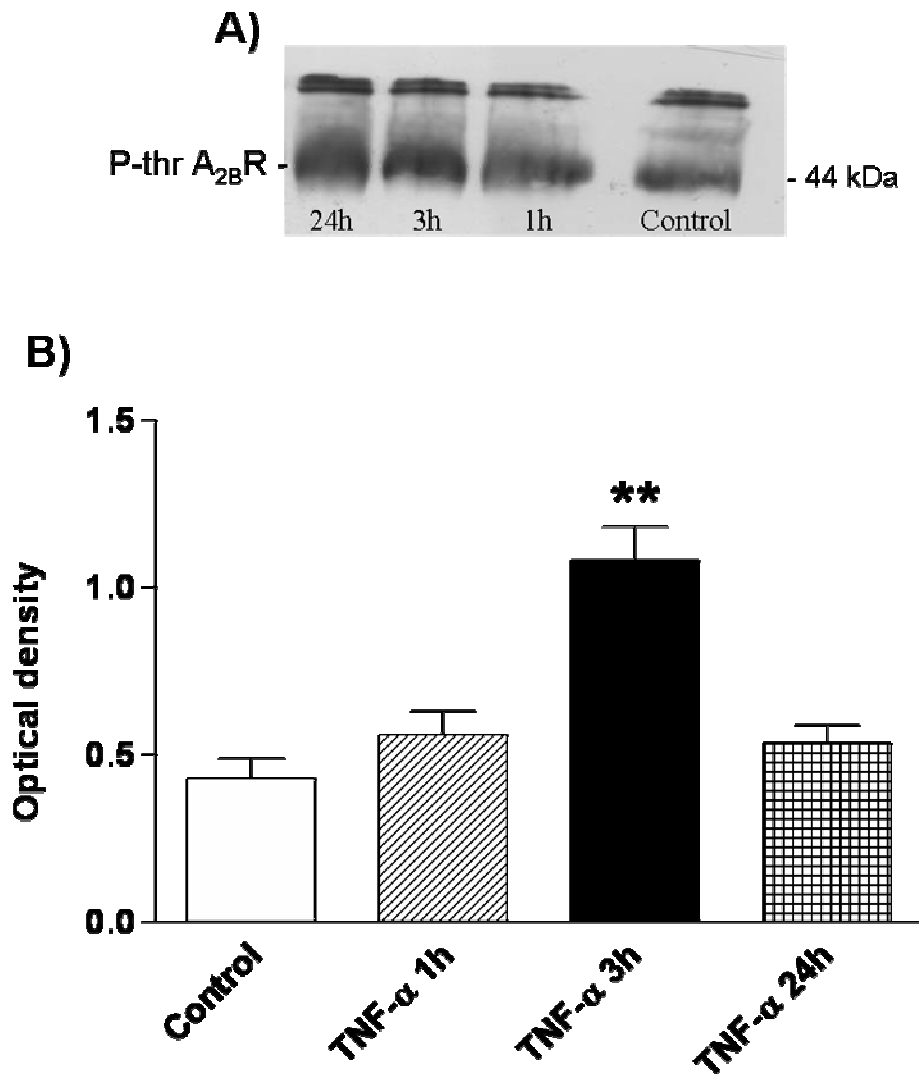 A)
P-thr A2BR -
- 44 kDa
24h 3h 1h Control
B)
1.5
1.0
0.5
0.0
Optical density
**
Control
TNF-α 1h
TNF-α 3h
TNF-α 24h